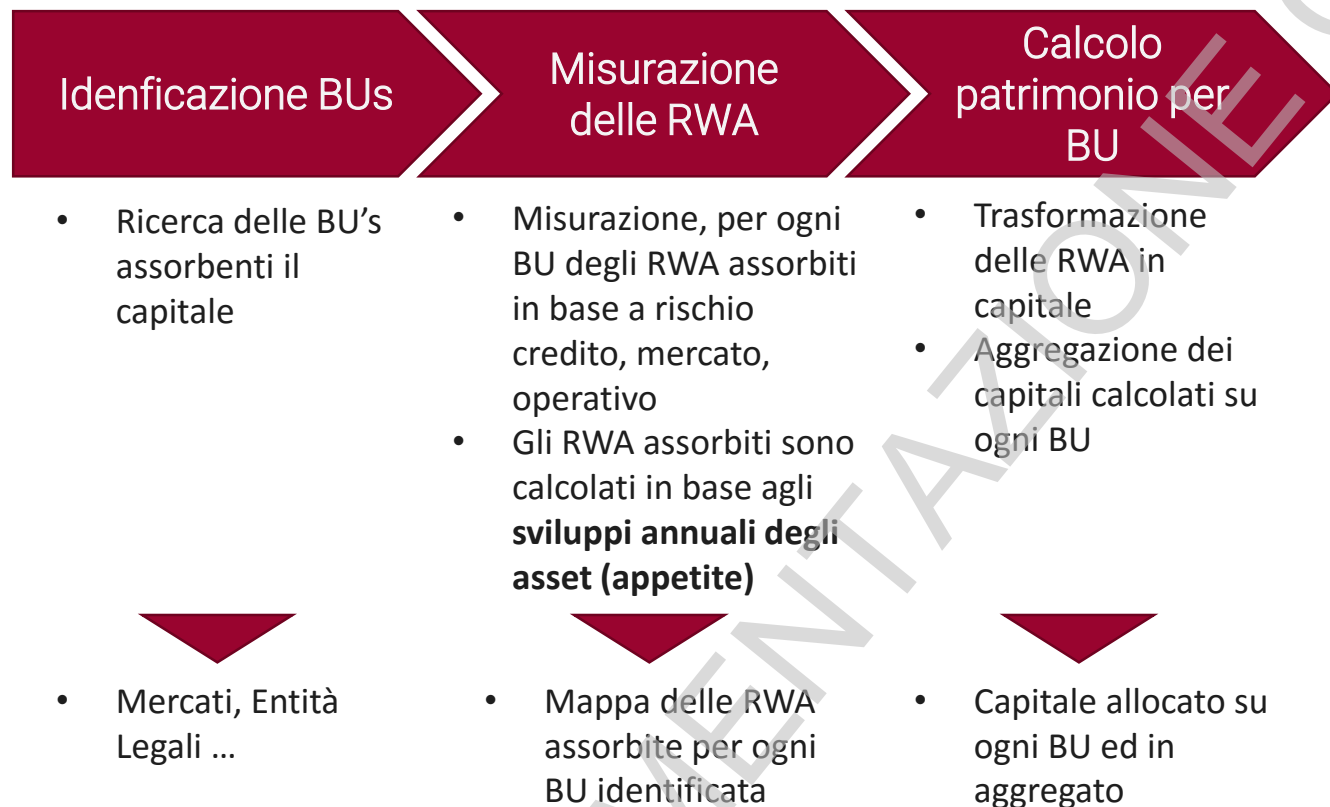 Idenficazione BUs
Misurazione
delle RWA
Calcolo
patrimonio per
BU
• Ricerca delle BU’s
assorbenti il
capitale
• Misurazione, per ogni
BU degli RWA assorbiti
in base a rischio
credito, mercato,
operativo
• Gli RWA assorbiti sono
calcolati in base agli
sviluppi annuali degli
asset (appetite)
• Trasformazione
delle RWA in
capitale
• Aggregazione dei
capitali calcolati su
ogni BU
• Mercati, Entità
Legali …
• Mappa delle RWA
assorbite per ogni
BU identificata
• Capitale allocato su
ogni BU ed in
aggregato